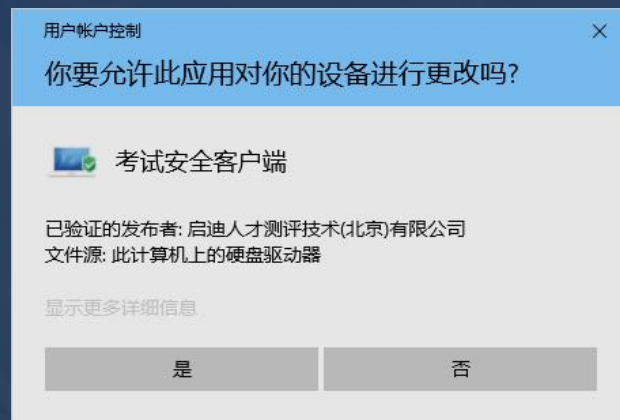 用户帐户控制
你要允许此应用对你的设备进行更改吗?
考试安全客户端
已验证的发布者: 启迪人才测评技术(北京)有限公司
文件源: 此计算机上的硬盘驱动器
显示更多详细信息
是
否